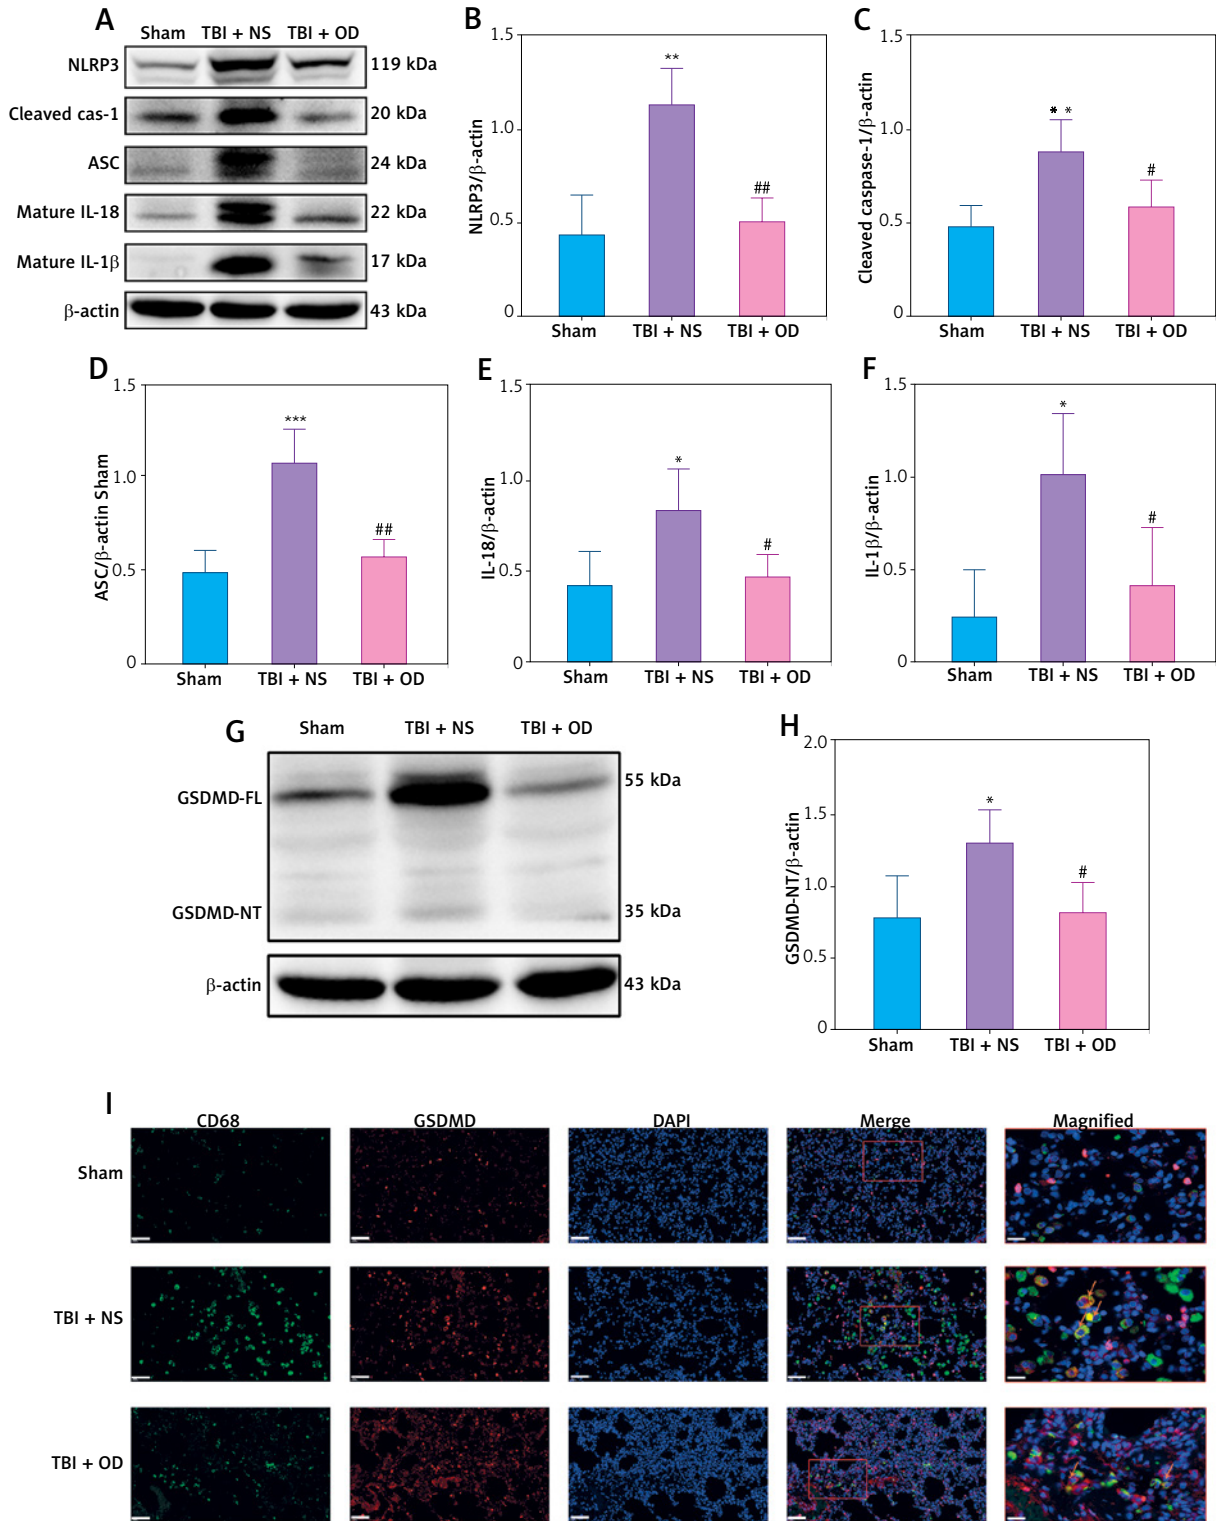 A
Sham TBI + NS TBI + OD
NLRP3 119 kDa
Cleaved cas-1 20 kDa
ASC 24 kDa
Mature IL-18 22 kDa
Mature IL-1β 17 kDa
β-actin 43 kDa
B
NLRP3/β-actin
1.5
1.0
0.5
0
**
##
Sham TBI + NS TBI + OD
C
Cleaved caspase-1/β-actin
1.5
1.0
0.5
0
* *
#
Sham TBI + NS TBI + OD
D
ASC/β-actin Sham
1.5
1.0
0.5
0
***
##
Sham TBI + NS TBI + OD
E
IL-18/β-actin
1.5
1.0
0.5
0
*
#
Sham TBI + NS TBI + OD
F
IL-1β/β-actin
1.5
1.0
0.5
0
*
#
Sham TBI + NS TBI + OD
G
Sham TBI + NS TBI + OD
GSDMD-FL 55 kDa
GSDMD-NT 35 kDa
β-actin 43 kDa
H
GSDMD-NT/β-actin
2.0
1.5
1.0
0.5
0
*
#
Sham TBI + NS TBI + OD
I
CD68 GSDMD DAPI Merge Magnified
Sham
TBI + NS
TBI + OD